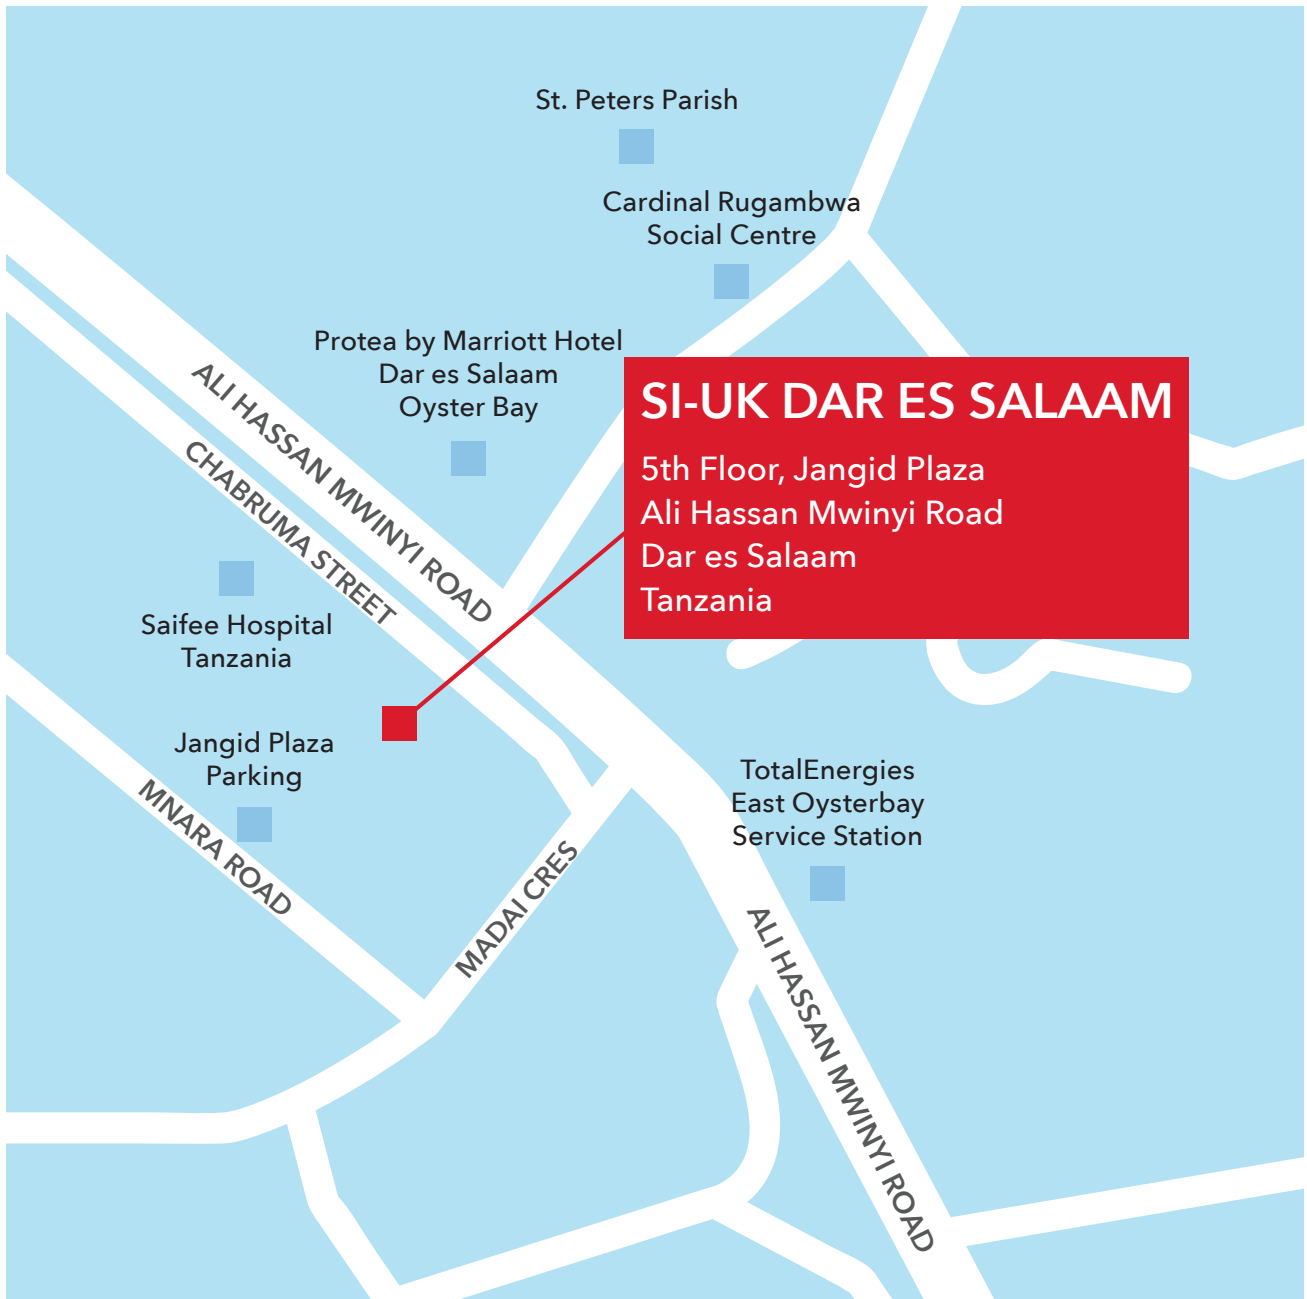 St. Peters Parish
Cardinal Rugambwa
Social Centre
Protea by Marriott Hotel
Dar es Salaam
Oyster Bay
SI-UK DAR ES SALAAM
5th Floor, Jangid Plaza
Ali Hassan Mwinyi Road
Dar es Salaam
Tanzania
ALI HASSAN MWINYI ROAD
CHABRUMA STREET
Saifee Hospital
Tanzania
Jangid Plaza
Parking
MNARA ROAD
MADAI CRES
TotalEnergies
East Oysterbay
Service Station
ALI HASSAN MWINYI ROAD